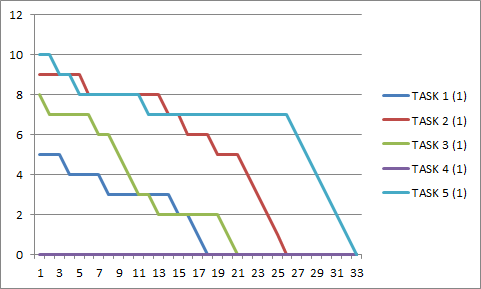 12
10
8
6
4
2
0
1 3 5 7 9 11 13 15 17 19 21 23 25 27 29 31 33
TASK 1 (1)
TASK 2 (1)
TASK 3 (1)
TASK 4 (1)
TASK 5 (1)